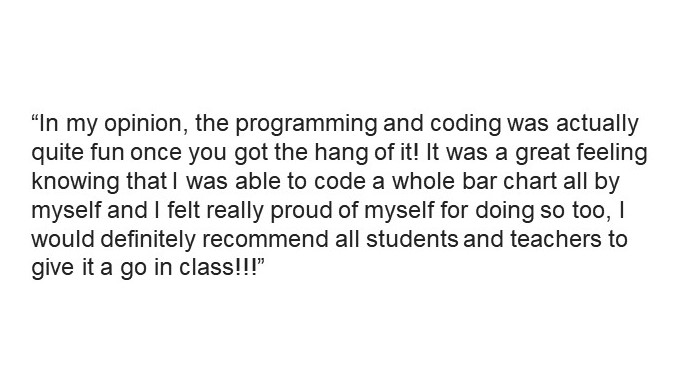 “In my opinion, the programming and coding was actually
quite fun once you got the hang of it! It was a great feeling
knowing that I was able to code a whole bar chart all by
myself and I felt really proud of myself for doing so too, I
would definitely recommend all students and teachers to
give it a go in class!!!”